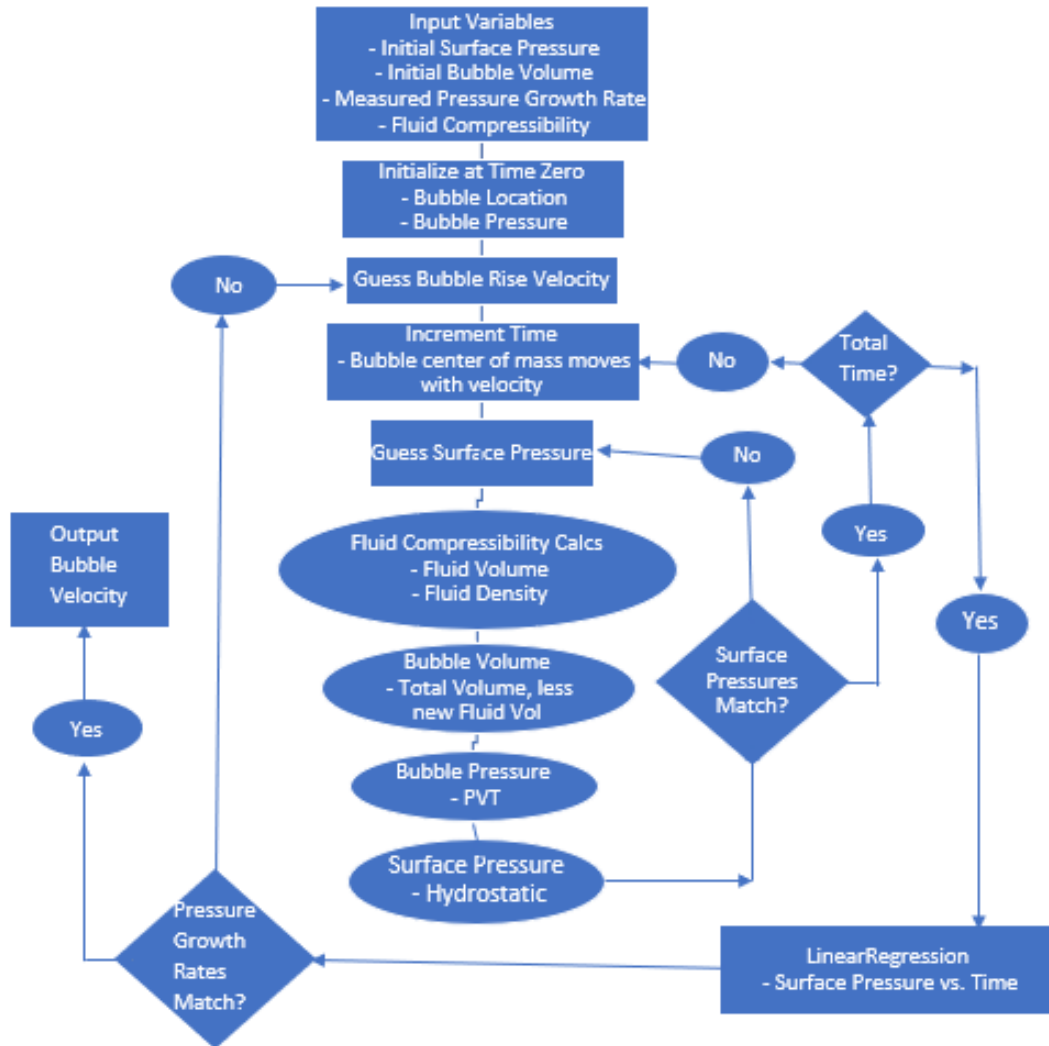 Input Variables
- Initial Surface Pressure
- Initial Bubble Volume
- Measured Pressure Growth Rate
- Fluid Compressibility
Initialize at Time Zero
- Bubble Location
- Bubble Pressure
No
Guess Bubble Rise Velocity
Increment Time
- Bubble center of mass moves
with velocity
No
Total
Time?
Guess Surface Pressure
No
Output
Bubble
Velocity
Fluid Compressibility Calcs
- Fluid Volume
- Fluid Density
Yes
Yes
Bubble Volume
- Total Volume, less
new Fluid Vol
Surface
Pressures
Match?
Yes
Bubble Pressure
- PVT
Surface Pressure
- Hydrostatic
Pressure
Growth
Rates
Match?
LinearRegression
- Surface Pressure vs. Time